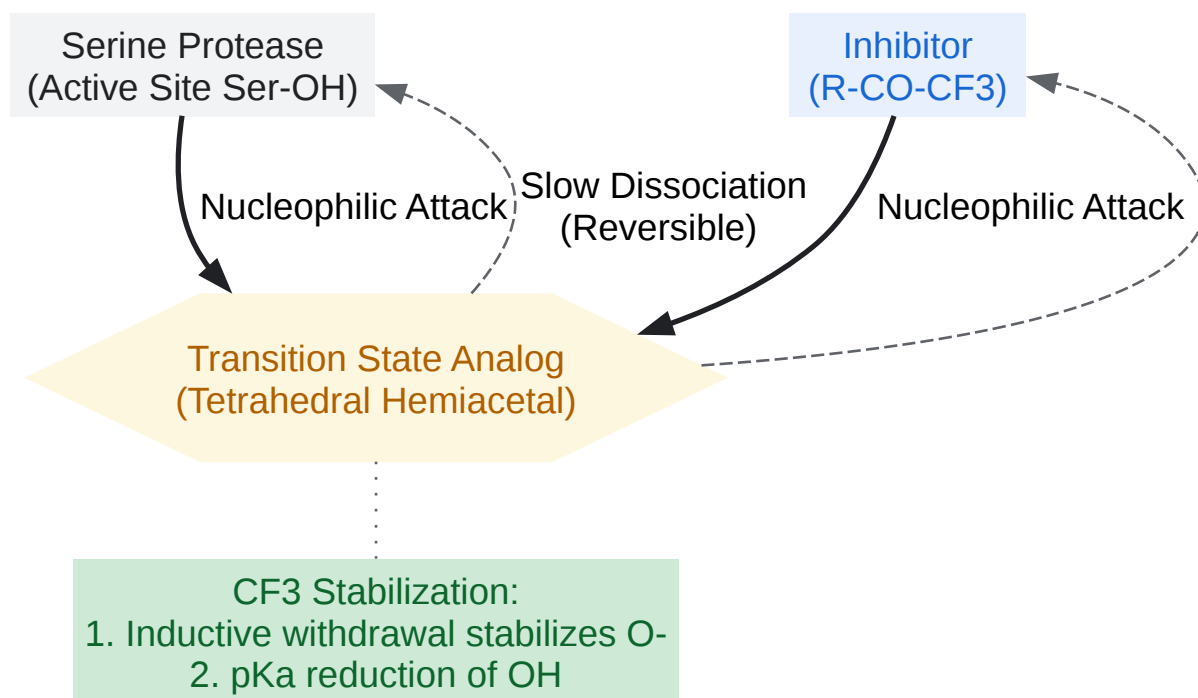 Serine Protease
(Active Site Ser-OH)
Inhibitor
(R-CO-CF3)
Nucleophilic Attack
Slow Dissociation
(Reversible)
Nucleophilic Attack
Transition State Analog
(Tetrahedral Hemiacetal)
CF3 Stabilization:
1. Inductive withdrawal stabilizes O-
2. pKa reduction of OH